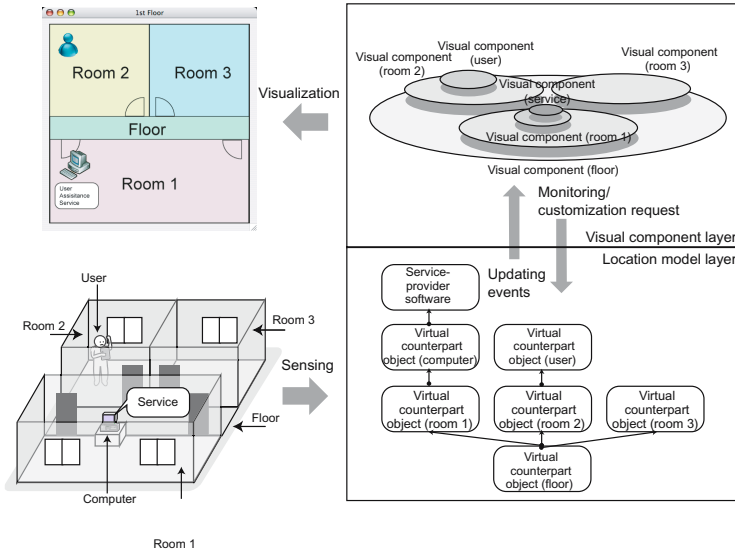 1st Floor
Room 2
Room 3
Floor
Room 1
User
Assisitance
Service
Visualization
Visual component
(room 2)
Visual component
(user)
Visual component
(room 3)
Visual component
(service)
Visual component (room 1)
Visual component (floor)
Monitoring/
customization request
Visual component layer
Location model layer
Updating
events
Service-
provider
software
Virtual
counterpart
object (computer)
Virtual
counterpart
object (user)
Virtual
counterpart
object (room 1)
Virtual
counterpart
object (room 2)
Virtual
counterpart
object (room 3)
Virtual
counterpart
object (floor)
User
Room 2
Room 3
Sensing
Service
Floor
Computer
Room 1